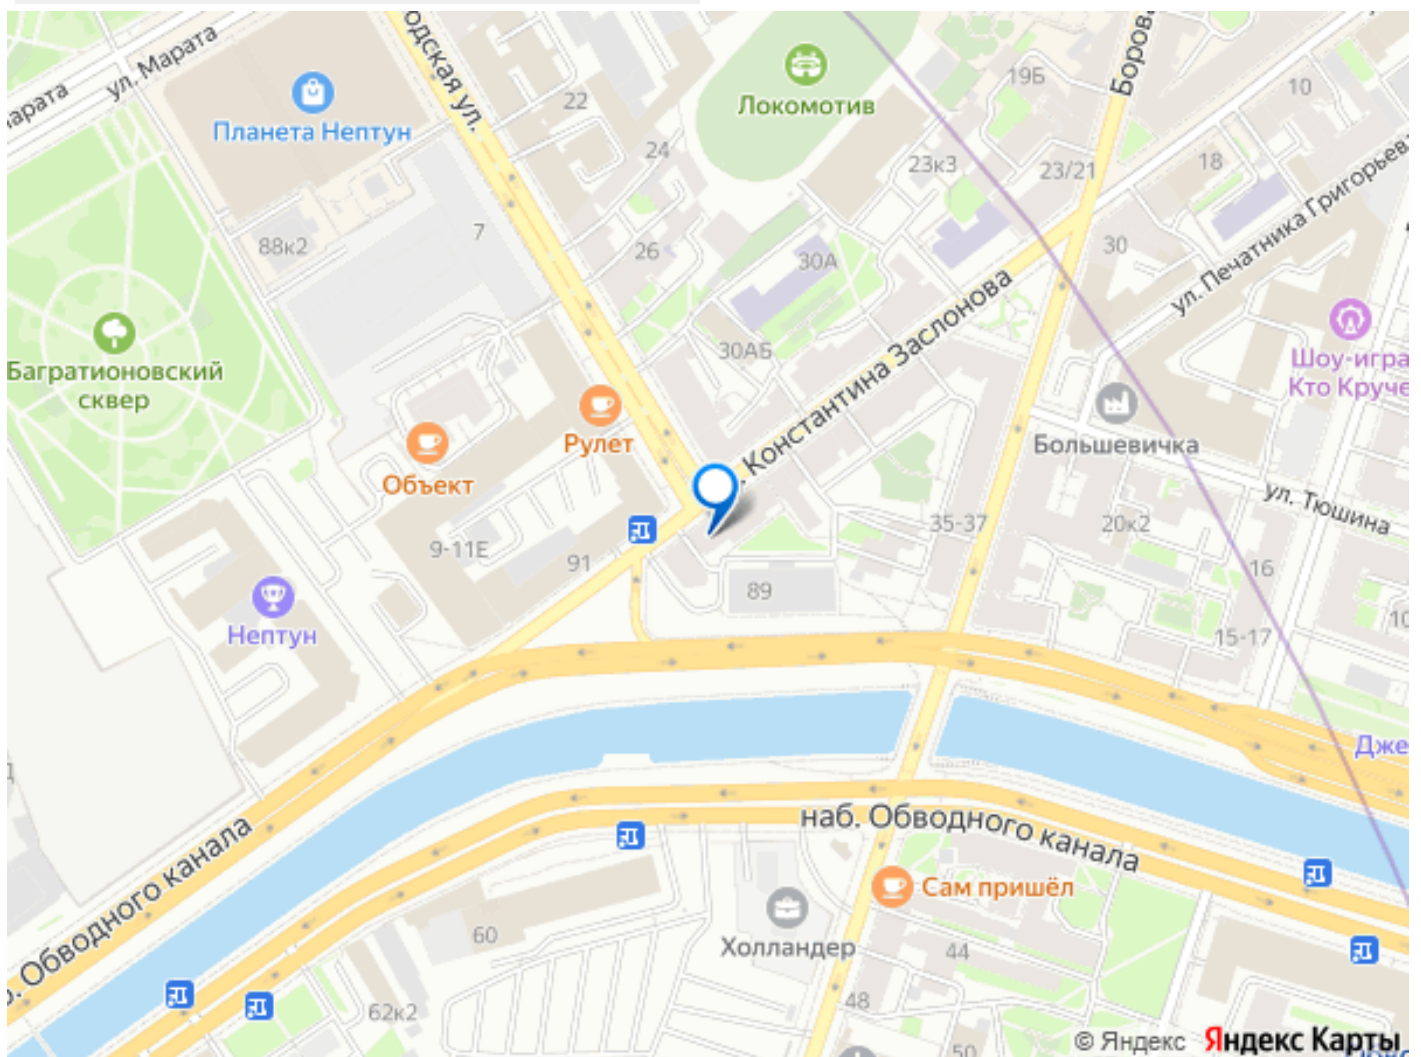 ул. Марата
одская ул.
Борова
Локомотив
19Б
10
22
Планета Нептун
24
23к3
23/21
18
ул. Печатника Григорьева
7
88к2
26
30А
30
ул. Константина Заслонова
30АБ
Багратионовский
сквер
Шоу-игра
Кто Круче
Рулет
Большевичка
Объект
ул. Тюшина
9-11Е
91
35-37
20к2
16
89
Нептун
15-17
10
Дже
наб. Обводного канала
б. Обводного канала
Сам пришёл
60
Холландер
44
48
62к2
50
© Яндекс Яндекс Карты